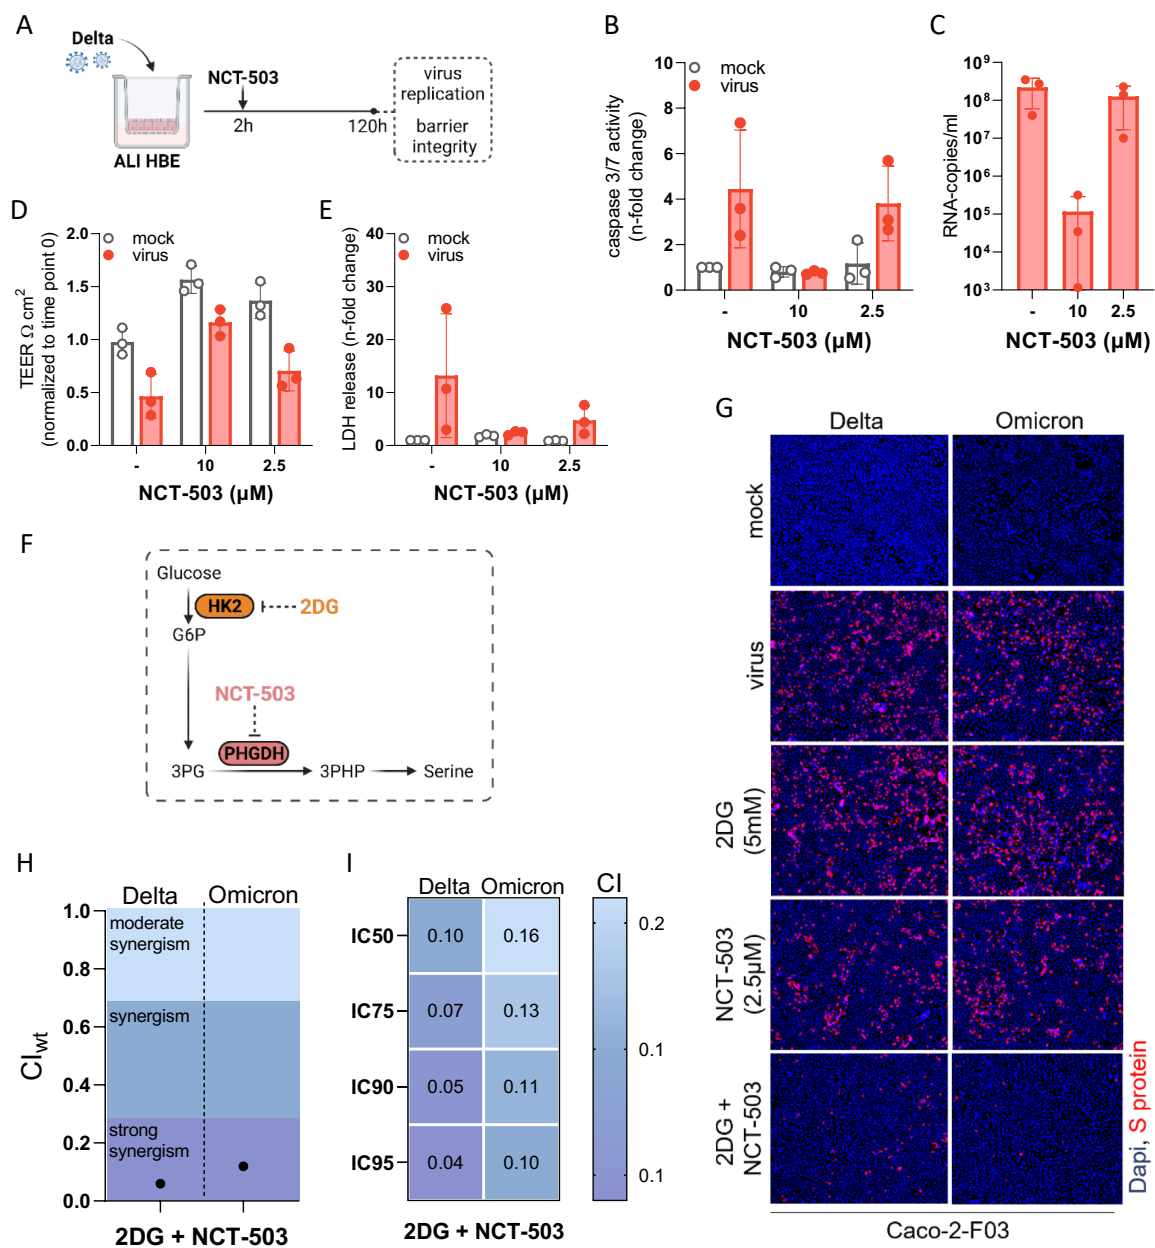 A
Delta
NCT-503
2h
120h
ALI HBE
virus
replication
barrier
integrity
B
mock
virus
caspase 3/7 activity
(n-fold change)
10
8
6
4
2
0
-
10
2.5
NCT-503 (µM)
C
RNA-copies/ml
10⁹
10⁸
10⁷
10⁶
10⁵
10⁴
10³
-
10
2.5
NCT-503 (µM)
D
mock
virus
TEER Ω cm²
(normalized to time point 0)
2.0
1.5
1.0
0.5
0.0
-
10
2.5
NCT-503 (µM)
E
mock
virus
LDH release (n-fold change)
40
30
20
10
0
-
10
2.5
NCT-503 (µM)
F
Glucose
HK2
2DG
G6P
NCT-503
PHGDH
3PG
3PHP
Serine
G
Delta
Omicron
mock
virus
2DG
(5mM)
NCT-503
(2.5µM)
2DG +
NCT-503
Dapi, S protein
Caco-2-F03
H
Delta
Omicron
CIwt
1.0
0.8
0.6
0.4
0.2
0.0
moderate
synergism
synergism
strong
synergism
2DG + NCT-503
I
Delta
Omicron
IC50
0.10
0.16
IC75
0.07
0.13
IC90
0.05
0.11
IC95
0.04
0.10
2DG + NCT-503
CI
0.2
0.1
0.1